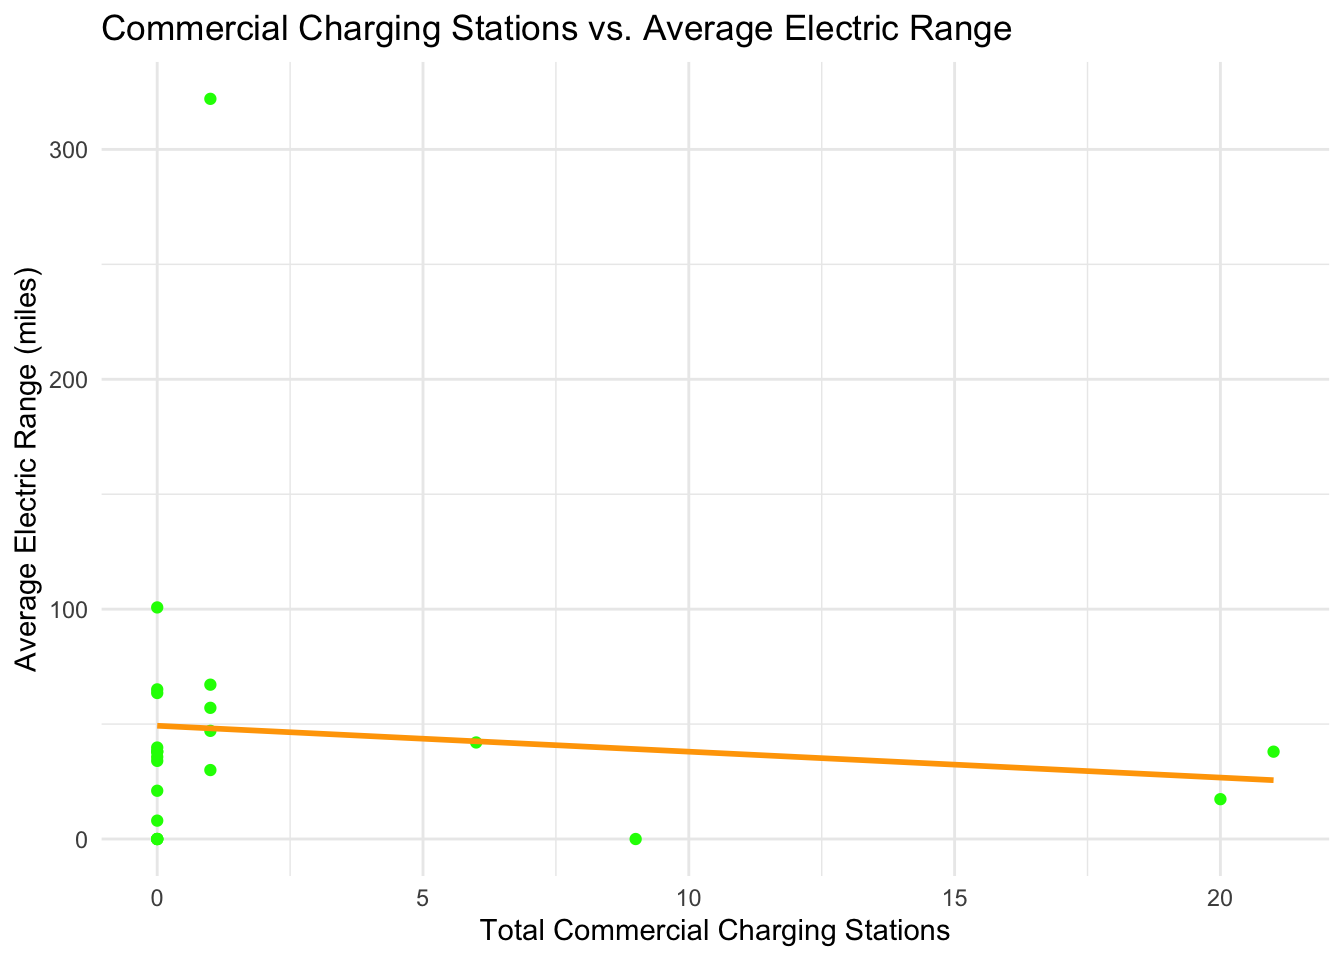 Commercial Charging Stations vs. Average Electric Range
Average Electric Range (miles)
300
200
100
0
0 5 10 15 20
Total Commercial Charging Stations